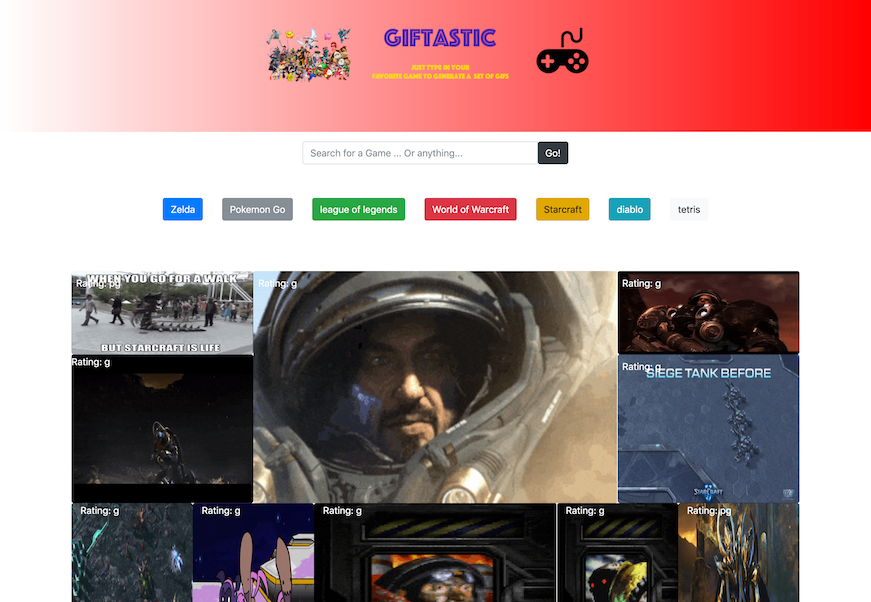 GIFTASTIC
JUST TYPE IN YOUR
FAVORITE GAME TO GENERATE A SET OF GIFS
Search for a Game ... Or anything...
Go!
Zelda
Pokemon Go
league of legends
World of Warcraft
Starcraft
diablo
tetris
WHEN YOU GO FOR A WALK
Rating: pg
BUT STARCRAFT IS LIFE
Rating: g
Rating: g
Rating: g
Rating: g
SIEGE TANK BEFORE
STARCRAFT
Rating: g
Rating: g
Rating: g
Rating: g
Rating: pg